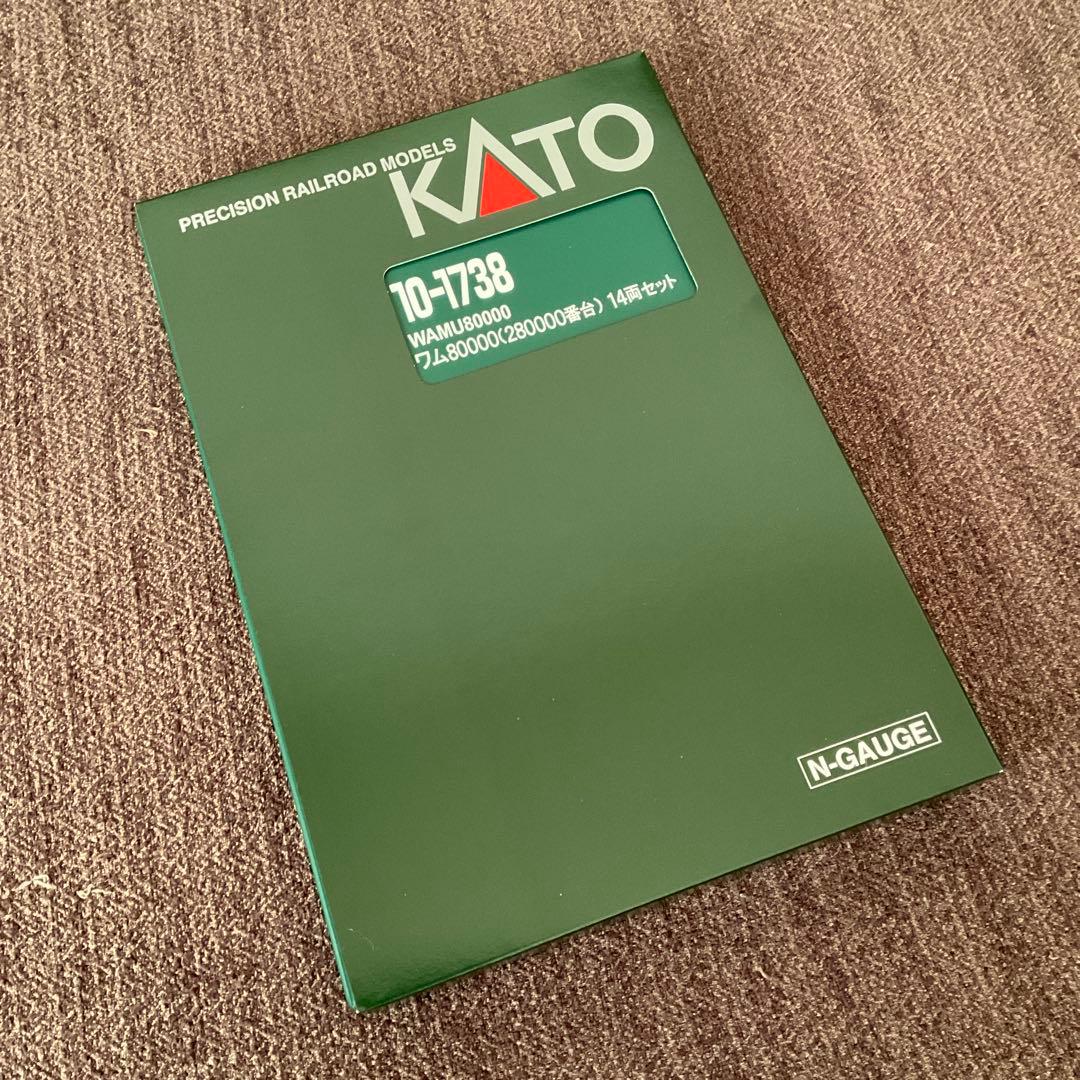 PRECISION RAILROAD MODELS
KATO
10-1738
WAMU80000
ワム80000(280000番台) 14両セット
N-GAUGE